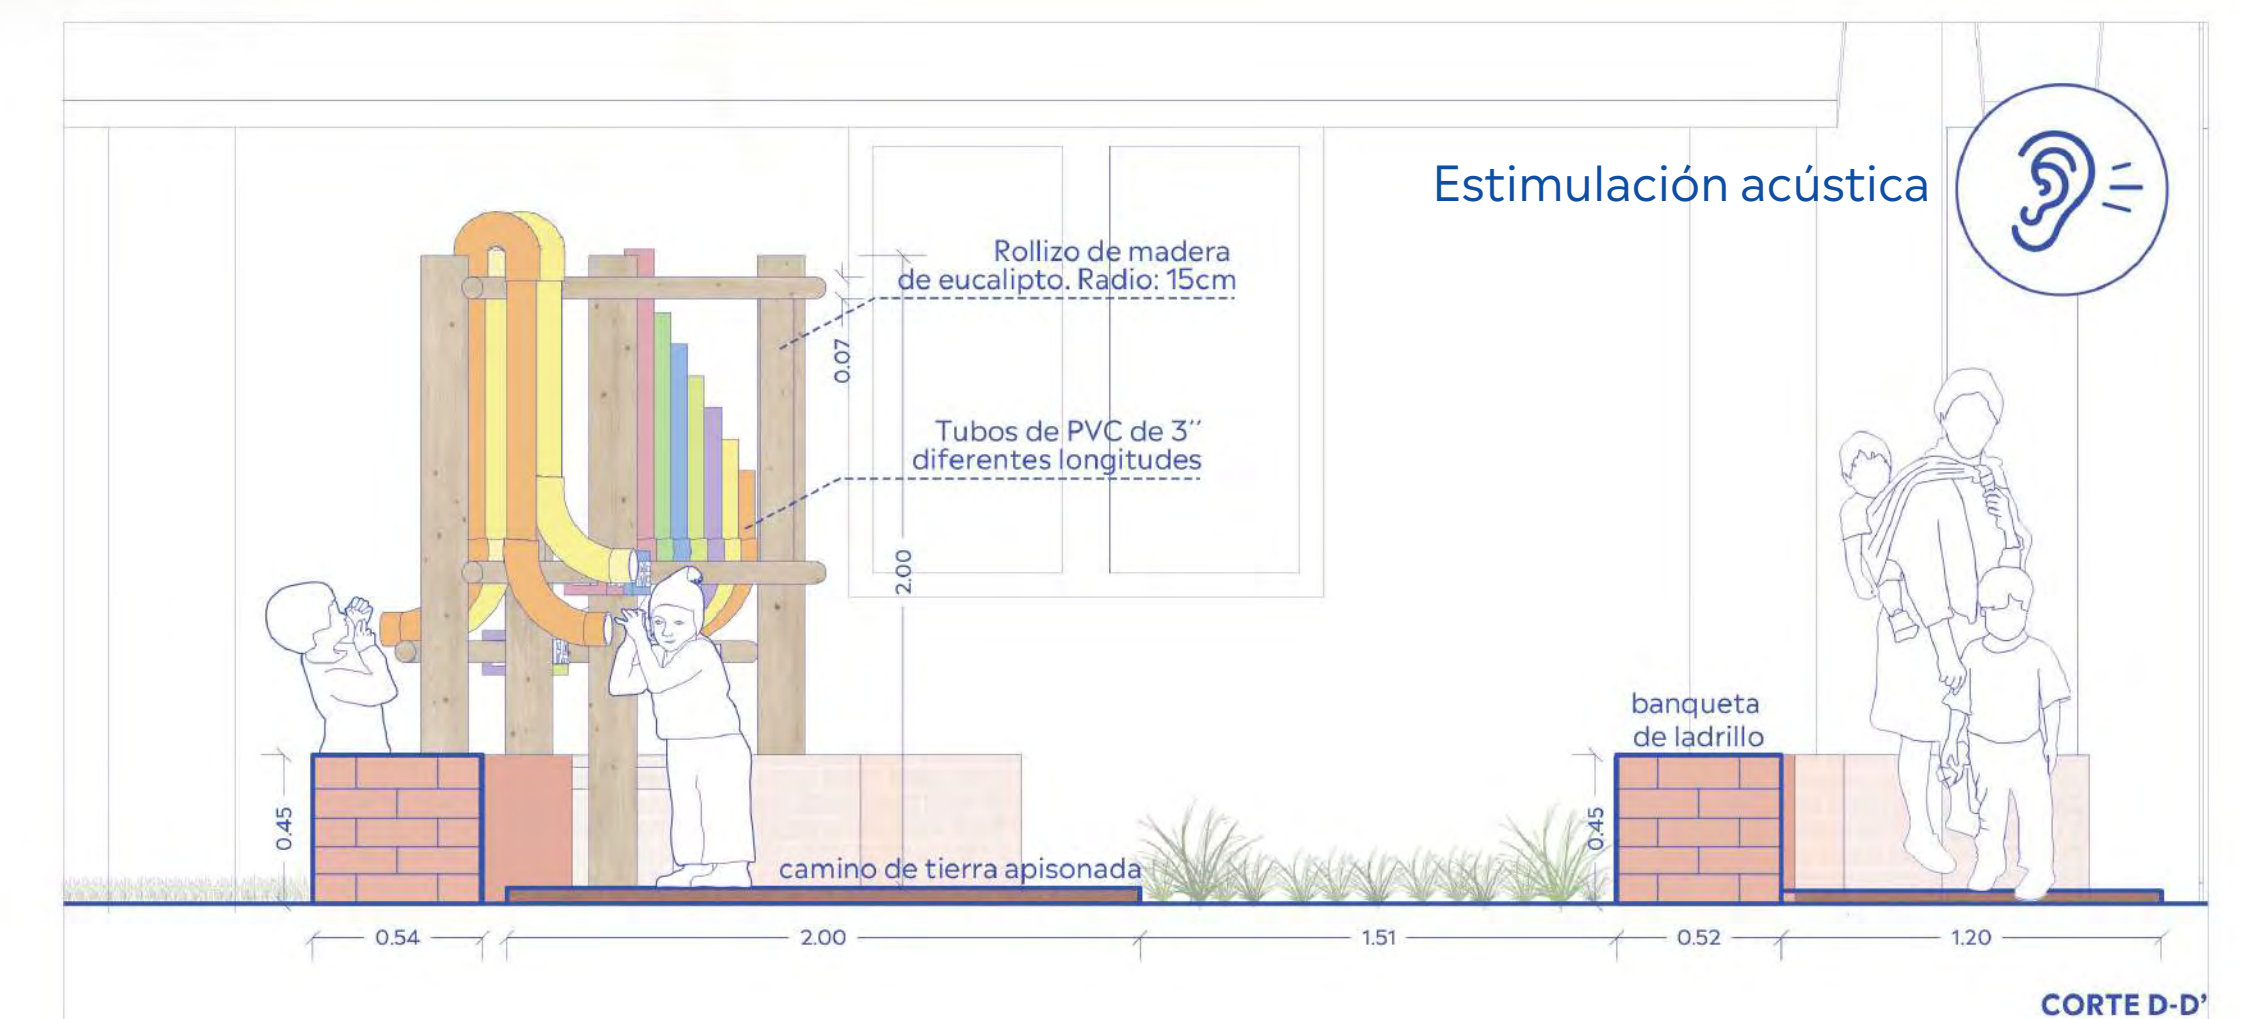 Estimulación acústica
Rollizo de madera
de eucalipto. Radio: 15cm
0.07
Tubos de PVC de 3''
diferentes longitudes
2.00
banqueta
de ladrillo
0.45
0.45
camino de tierra apisonada
0.54
2.00
1.51
0.52
1.20
CORTE D-D'